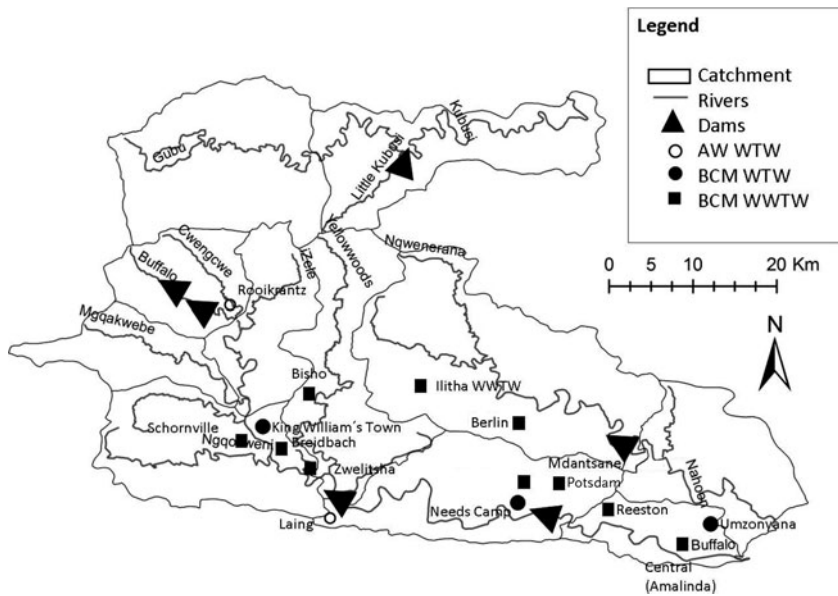 Legend
Catchment
Rivers
Dams
AW WTW
BCM WTW
BCM WWTW
0 5 10 20 Km
N
Gubu
Little Kubusi
Kubusi
Cwengcwe
Buffalo
Rooikrantz
iZele
Yellowwoods
Nqwenerana
Mgqakwebe
Bisho
Ilitha WWTW
Schornville
King William´s Town
Ngqokweni
Breidbach
Berlin
Zwelitsha
Mdantsane
Potsdam
Nahoon
Needs Camp
Reeston
Laing
Umzonyana
Buffalo
Central
(Amalinda)